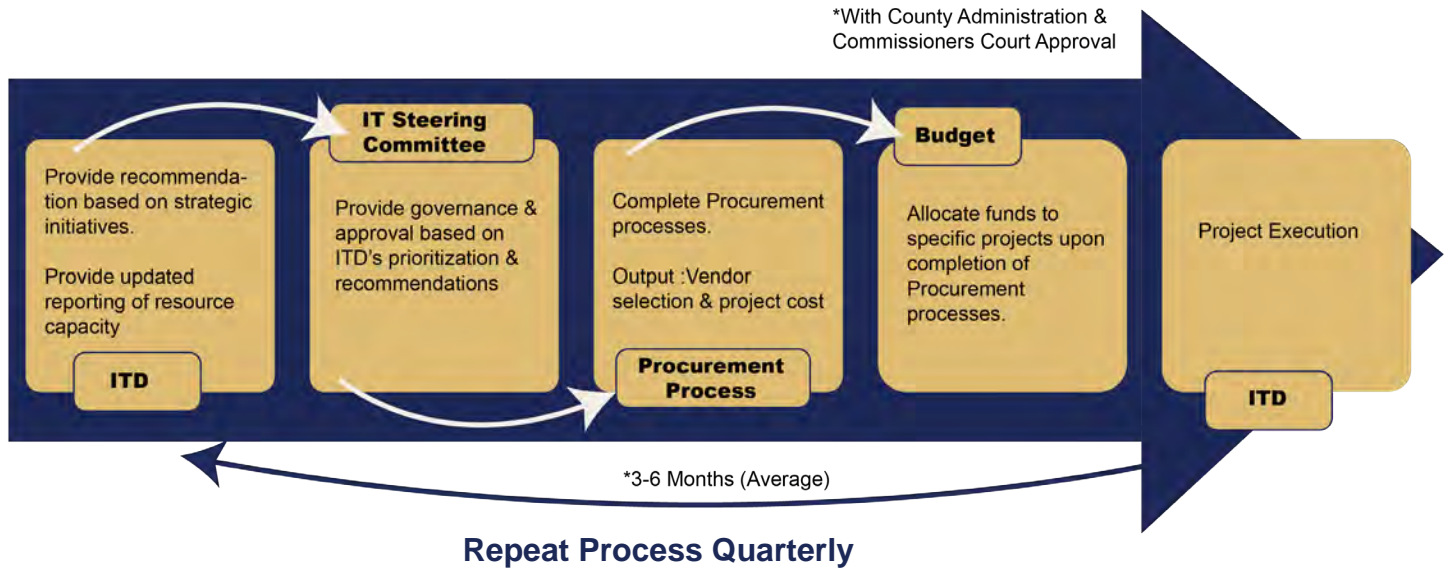 *With County Administration &
Commissioners Court Approval
Provide recommenda-
tion based on strategic
initiatives.
Provide updated
reporting of resource
capacity
ITD
IT Steering
Committee
Provide governance &
approval based on
ITD's prioritization &
recommendations
Complete Procurement
processes.
Output :Vendor
selection & project cost
Procurement
Process
Budget
Allocate funds to
specific projects upon
completion of
Procurement
processes.
Project Execution
ITD
*3-6 Months (Average)
Repeat Process Quarterly